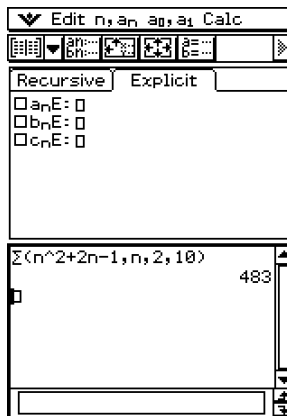 Edit n,aₙ a₀,a₁ Calc
Recursive Explicit
aₙE:
bₙE:
cₙE:
∑(n^2+2n-1,n,2,10)
483